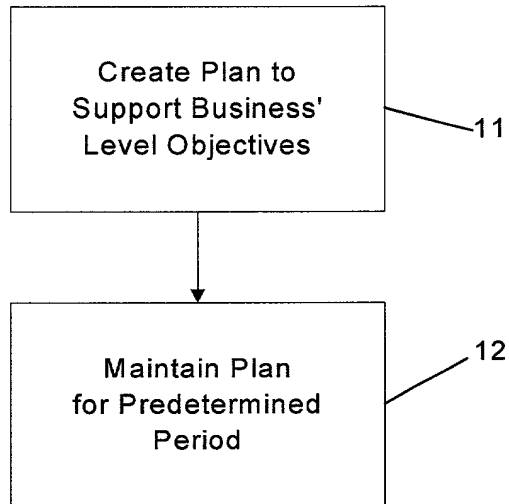 Create Plan to
Support Business'
Level Objectives
11
Maintain Plan
for Predetermined
Period
12